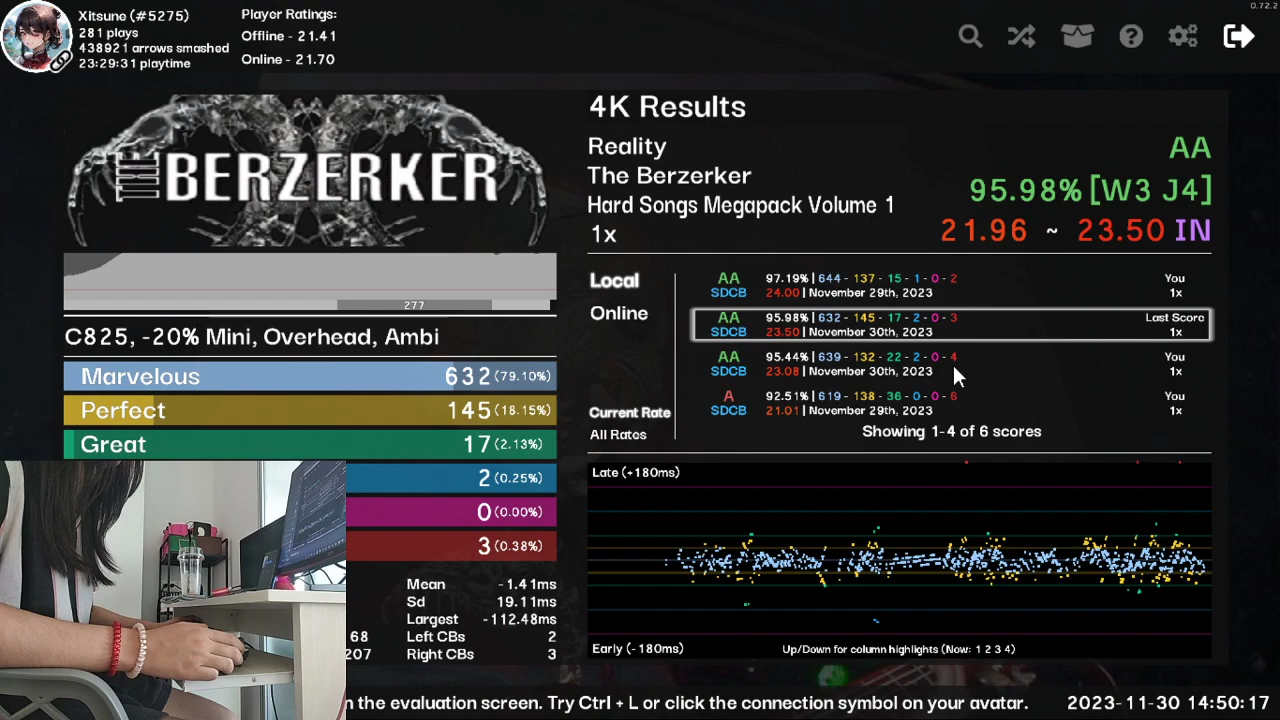 0.72.2
Xitsune (#5275)
281 plays
438921 arrows smashed
23:29:31 playtime
Player Ratings:
Offline - 21.41
Online - 21.70
THE BERZERKER
277
C825, -20% Mini, Overhead, Ambi
Marvelous 632(79.10%)
Perfect 145(18.15%)
Great 17(2.13%)
2(0.25%)
0(0.00%)
3(0.38%)
Mean -1.41ms
Sd 19.11ms
Largest -112.48ms
68 Left CBs 2
207 Right CBs 3
4K Results
Reality
The Berzerker
Hard Songs Megapack Volume 1
1x
AA
95.98% [W3 J4]
21.96 ~ 23.50 IN
Local
Online
Current Rate
All Rates
AA 97.19% | 644 - 137 - 15 - 1 - 0 - 2 You
SDCB 24.00 | November 29th, 2023 1x
AA 95.98% | 632 - 145 - 17 - 2 - 0 - 3 Last Score
SDCB 23.50 | November 30th, 2023 1x
AA 95.44% | 639 - 132 - 22 - 2 - 0 - 4 You
SDCB 23.08 | November 30th, 2023 1x
A 92.51% | 619 - 138 - 36 - 0 - 0 - 6 You
SDCB 21.01 | November 29th, 2023 1x
Showing 1-4 of 6 scores
Late (+180ms)
Early (-180ms)
Up/Down for column highlights (Now: 1 2 3 4)
n the evaluation screen. Try Ctrl + L or click the connection symbol on your avatar.
2023-11-30 14:50:17